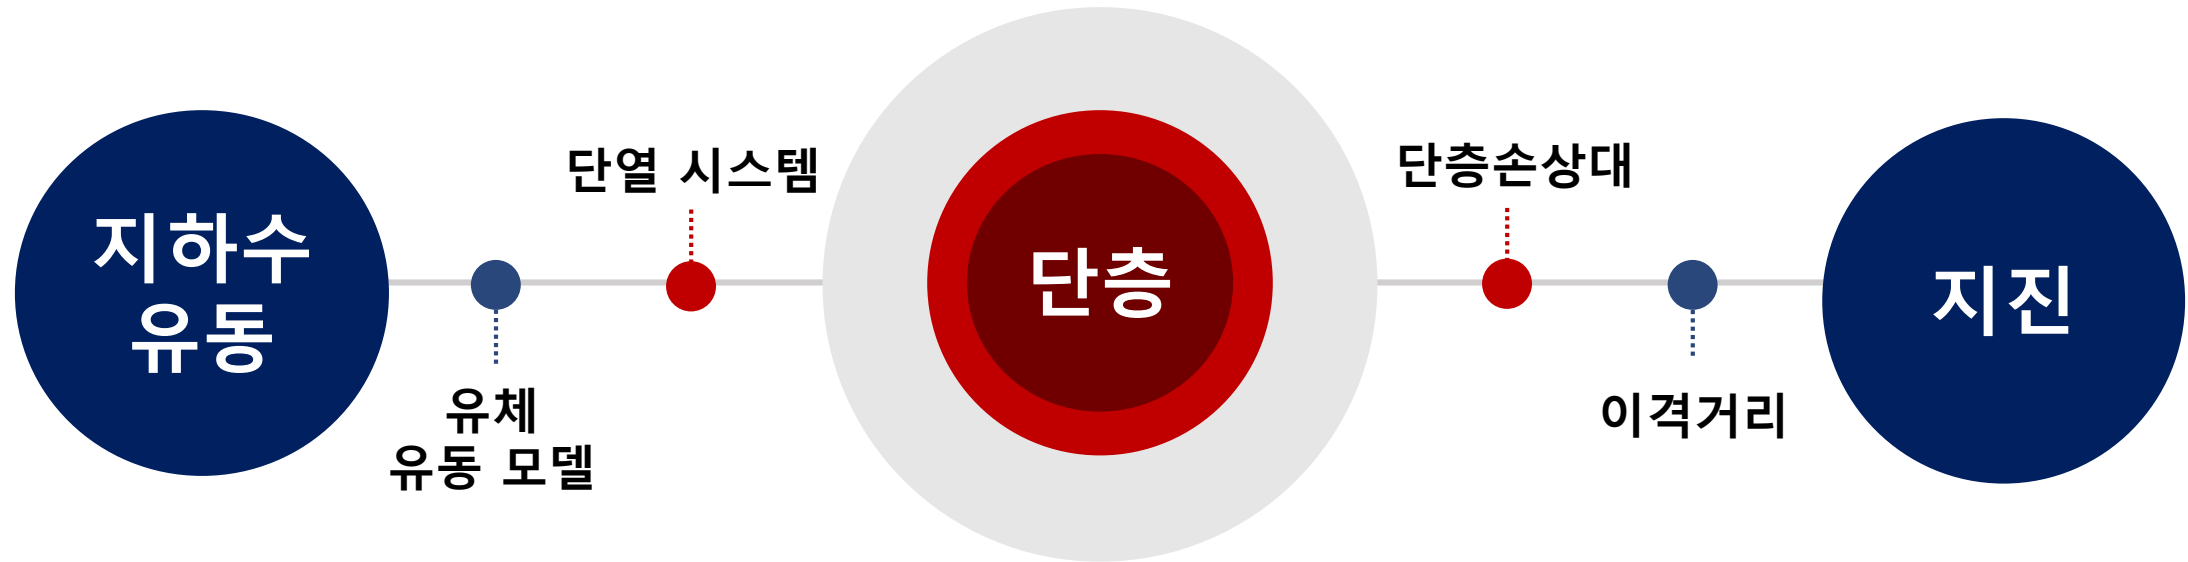 지하수
유동
유체
유동 모델
단열 시스템
단층
단층손상대
이격거리
지진